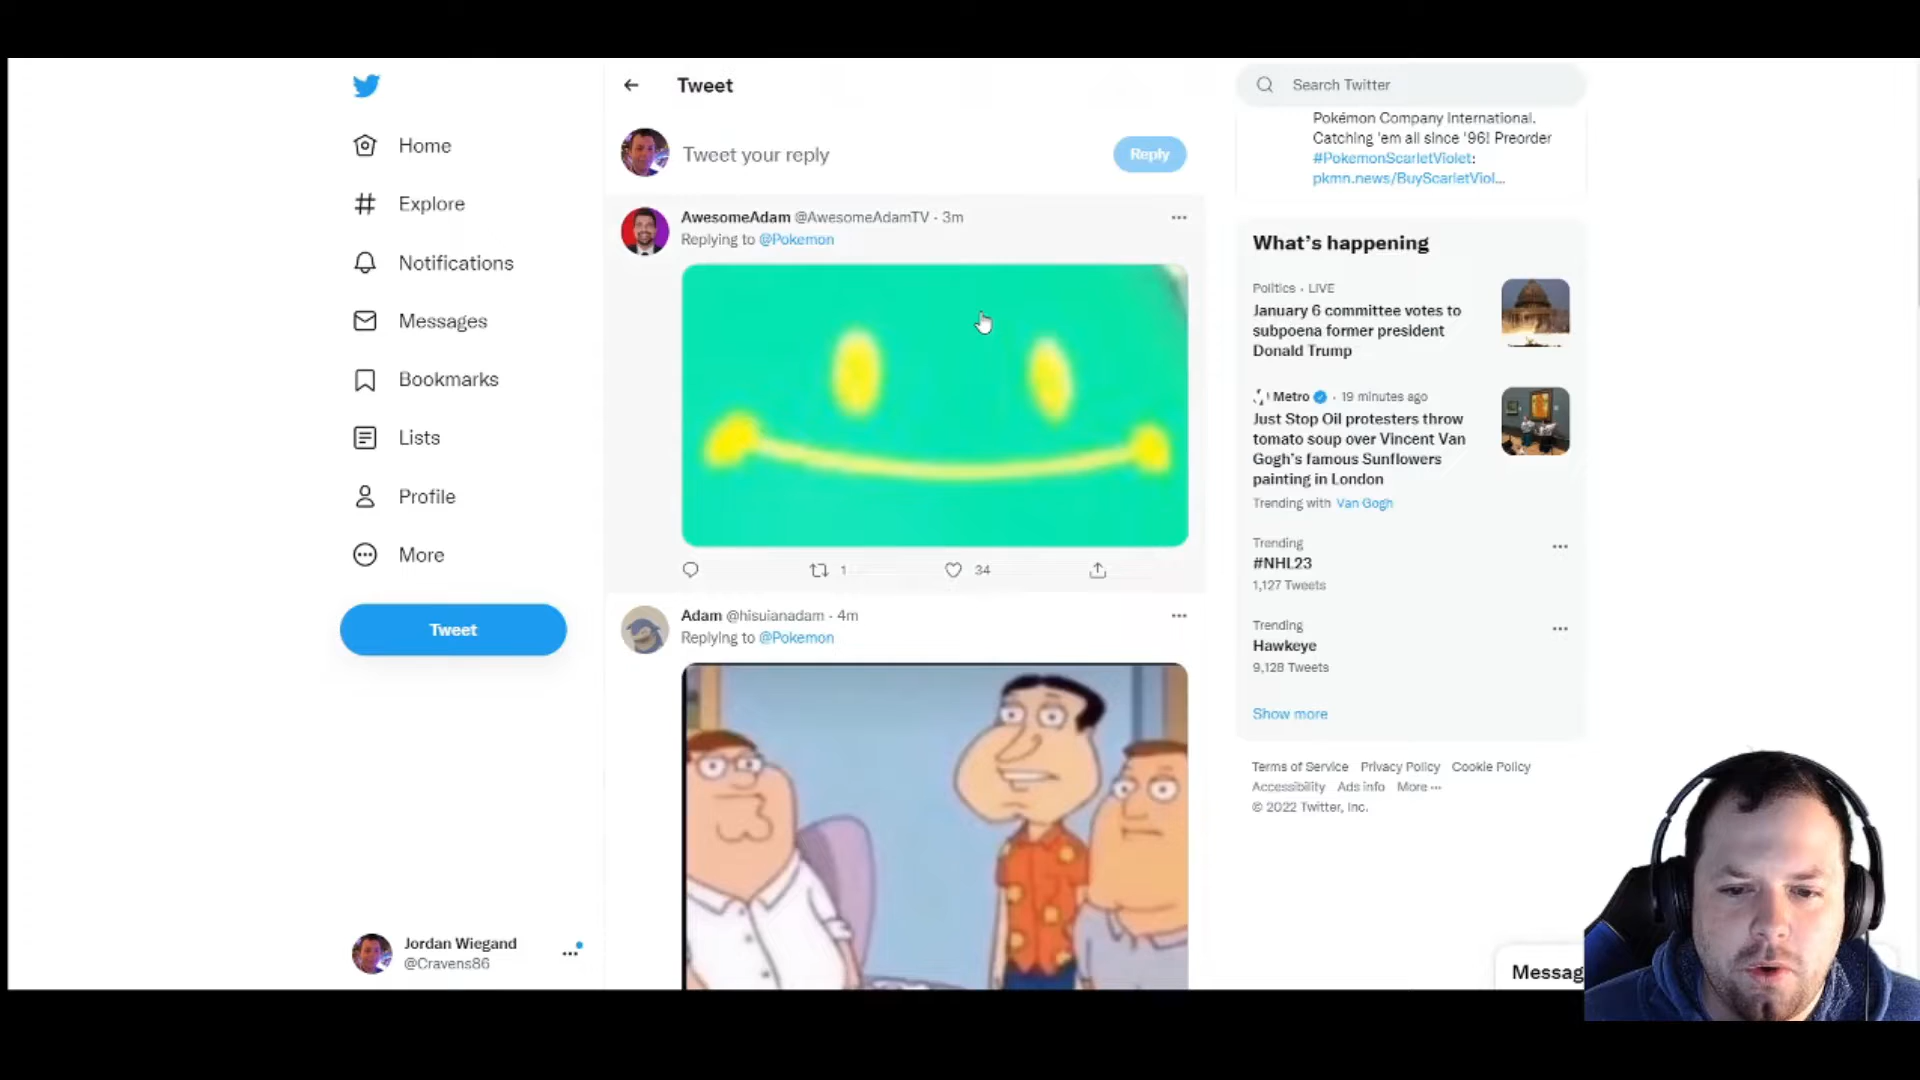 Home
Explore
Notifications
Messages
Bookmarks
Lists
Profile
More
Tweet
Jordan Wiegand
@Cravens86
Tweet
Tweet your reply
Reply
AwesomeAdam @AwesomeAdamTV · 3m
Replying to @Pokemon
1
34
Adam @hisuianadam · 4m
Replying to @Pokemon
Search Twitter
Pokémon Company International.
Catching 'em all since '96! Preorder
#PokemonScarletViolet:
pkmn.news/BuyScarletViol...
What's happening
Politics · LIVE
January 6 committee votes to
subpoena former president
Donald Trump
Metro · 19 minutes ago
Just Stop Oil protesters throw
tomato soup over Vincent Van
Gogh's famous Sunflowers
painting in London
Trending with Van Gogh
Trending
#NHL23
1,127 Tweets
Trending
Hawkeye
9,128 Tweets
Show more
Terms of Service Privacy Policy Cookie Policy
Accessibility Ads info More ···
© 2022 Twitter, Inc.
Messag